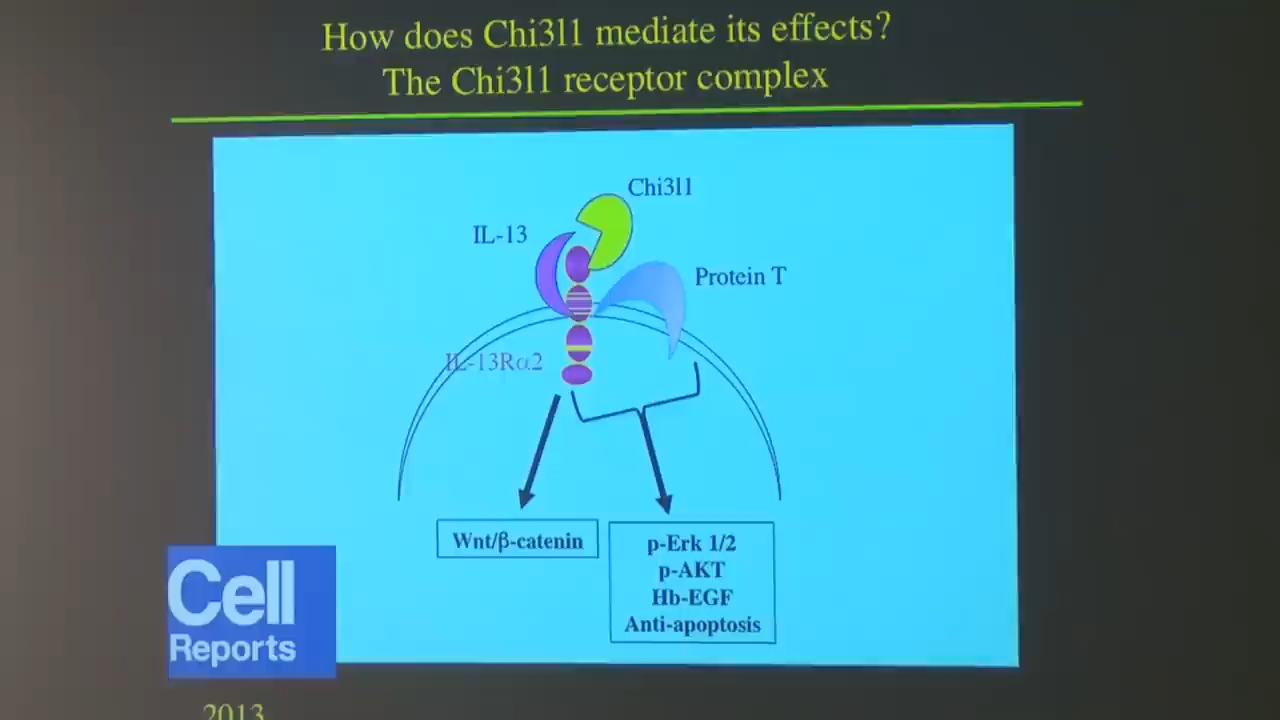 How does Chi3l1 mediate its effects?
The Chi3l1 receptor complex
Chi3l1
IL-13
Protein T
IL-13Rα2
Wnt/β-catenin
p-Erk 1/2
p-AKT
Hb-EGF
Anti-apoptosis
Cell
Reports
2013